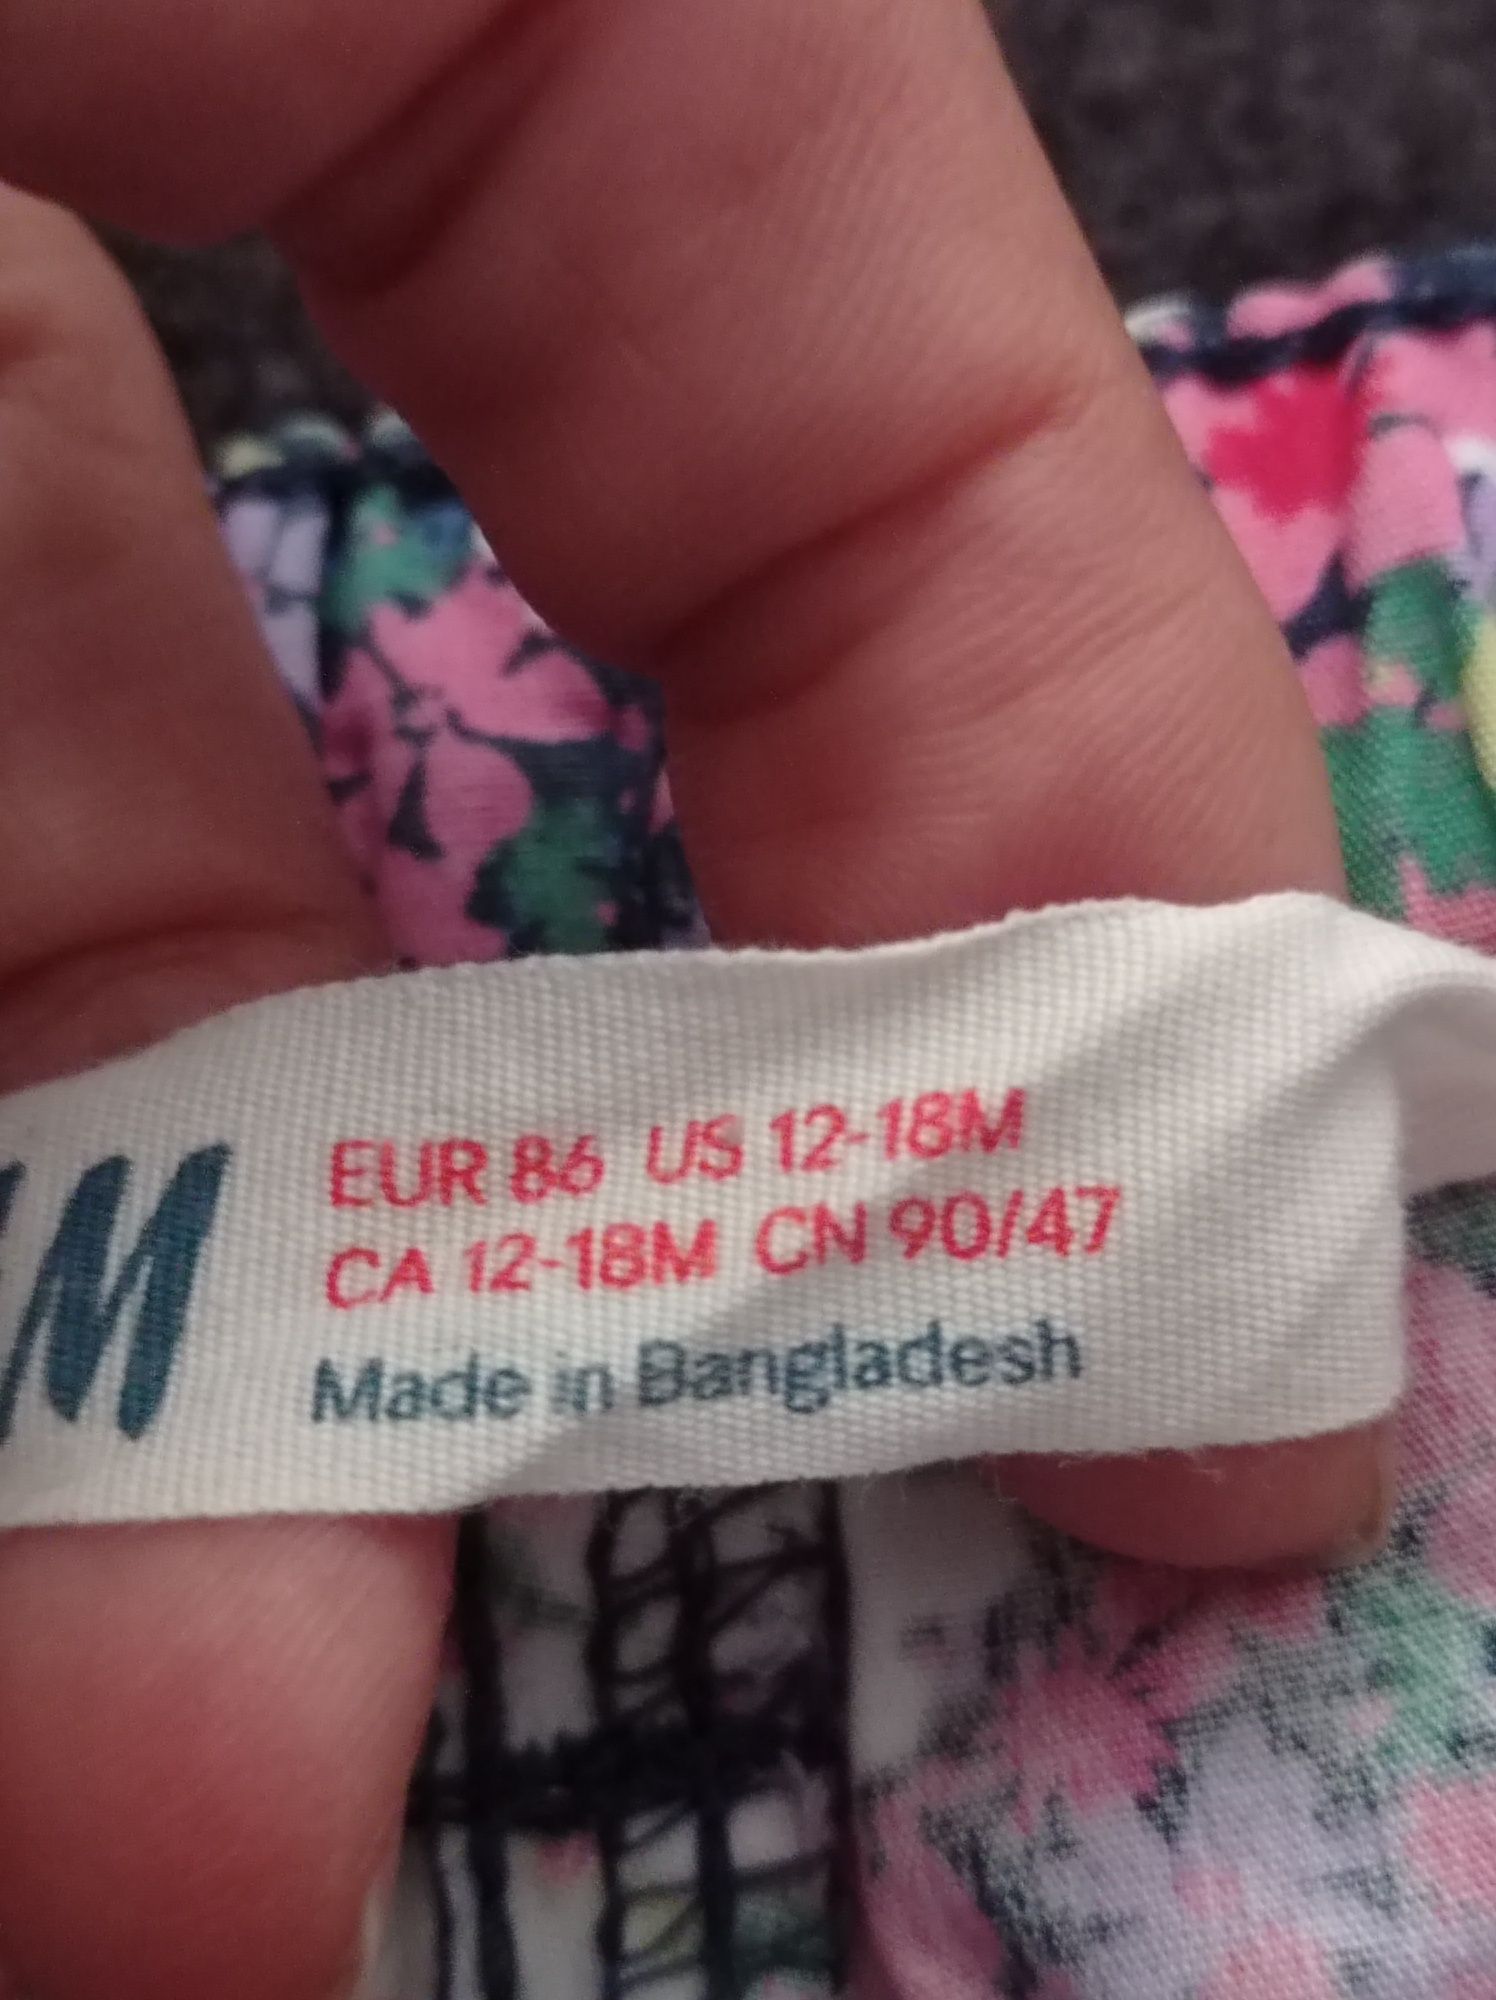 M
EUR 86 US 12-18M
CA 12-18M CN 90/47
Made in Bangladesh